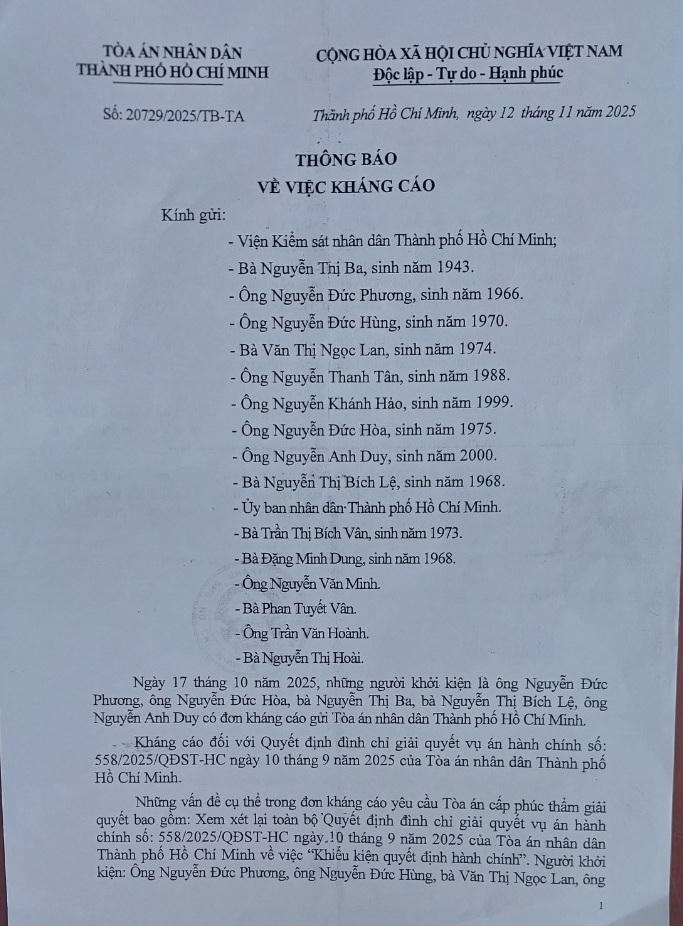 TÒA ÁN NHÂN DÂN
THÀNH PHỐ HỒ CHÍ MINH
Số: 20729/2025/TB-TA
CỘNG HÒA XÃ HỘI CHỦ NGHĨA VIỆT NAM
Độc lập - Tự do - Hạnh phúc
Thành phố Hồ Chí Minh, ngày 12 tháng 11 năm 2025
THÔNG BÁO
VỀ VIỆC KHÁNG CÁO
Kính gửi:
- Viện Kiểm sát nhân dân Thành phố Hồ Chí Minh;
- Bà Nguyễn Thị Ba, sinh năm 1943.
- Ông Nguyễn Đức Phương, sinh năm 1966.
- Ông Nguyễn Đức Hùng, sinh năm 1970.
- Bà Văn Thị Ngọc Lan, sinh năm 1974.
- Ông Nguyễn Thanh Tân, sinh năm 1988.
- Ông Nguyễn Khánh Hảo, sinh năm 1999.
- Ông Nguyễn Đức Hòa, sinh năm 1975.
- Ông Nguyễn Anh Duy, sinh năm 2000.
- Bà Nguyễn Thị Bích Lệ, sinh năm 1968.
- Ủy ban nhân dân Thành phố Hồ Chí Minh.
- Bà Trần Thị Bích Vân, sinh năm 1973.
- Bà Đặng Minh Dung, sinh năm 1968.
- Ông Nguyễn Văn Minh.
- Bà Phan Tuyết Vân.
- Ông Trần Văn Hoành.
- Bà Nguyễn Thị Hoài.
Ngày 17 tháng 10 năm 2025, những người khởi kiện là ông Nguyễn Đức
Phương, ông Nguyễn Đức Hòa, bà Nguyễn Thị Ba, bà Nguyễn Thị Bích Lệ, ông
Nguyễn Anh Duy có đơn kháng cáo gửi Tòa án nhân dân Thành phố Hồ Chí Minh.
Kháng cáo đối với Quyết định đình chỉ giải quyết vụ án hành chính số:
558/2025/QĐST-HC ngày 10 tháng 9 năm 2025 của Tòa án nhân dân Thành phố
Hồ Chí Minh.
Những vấn đề cụ thể trong đơn kháng cáo yêu cầu Tòa án cấp phúc thẩm giải
quyết bao gồm: Xem xét lại toàn bộ Quyết định đình chỉ giải quyết vụ án hành
chính số: 558/2025/QĐST-HC ngày 10 tháng 9 năm 2025 của Tòa án nhân dân
Thành phố Hồ Chí Minh về việc “Khiếu kiện quyết định hành chính”. Người khởi
kiện: Ông Nguyễn Đức Phương, ông Nguyễn Đức Hùng, bà Văn Thị Ngọc Lan, ông
1